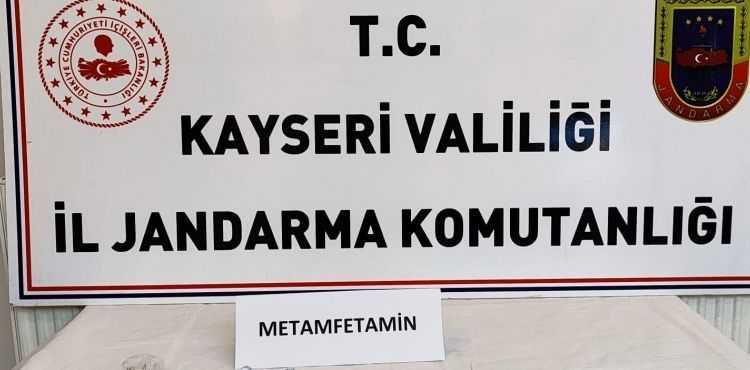 T.C.
KAYSERİ VALİLİĞİ
İL JANDARMA KOMUTANLIĞI
TÜRKİYE CUMHURİYETİ İÇİŞLERİ BAKANLIĞI
JANDARMA
METAMFETAMİN